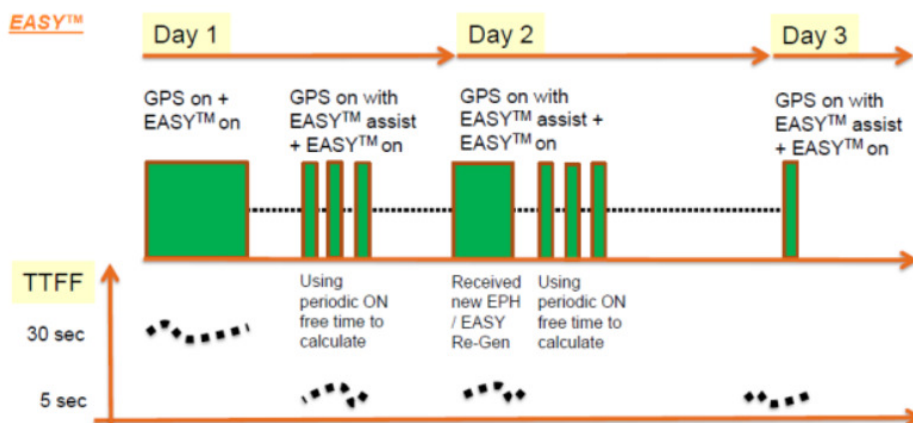 EASY™
Day 1
Day 2
Day 3
GPS on +
EASY™ on
GPS on with
EASY™ assist
+ EASY™ on
GPS on with
EASY™ assist +
EASY™ on
GPS on with
EASY™ assist
+ EASY™ on
TTFF
Using
periodic ON
free time to
calculate
Received
new EPH
/ EASY
Re-Gen
Using
periodic ON
free time to
calculate
30 sec
5 sec